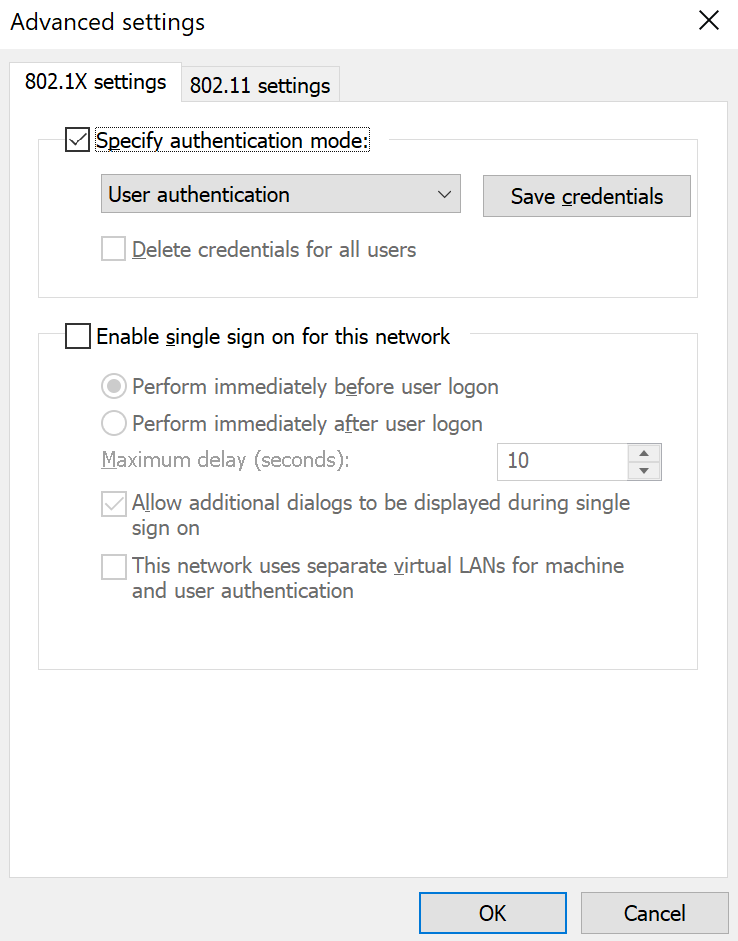 Advanced settings
802.1X settings
802.11 settings
Specify authentication mode:
User authentication
Save credentials
Delete credentials for all users
Enable single sign on for this network
Perform immediately before user logon
Perform immediately after user logon
Maximum delay (seconds):
10
Allow additional dialogs to be displayed during single
sign on
This network uses separate virtual LANs for machine
and user authentication
OK
Cancel